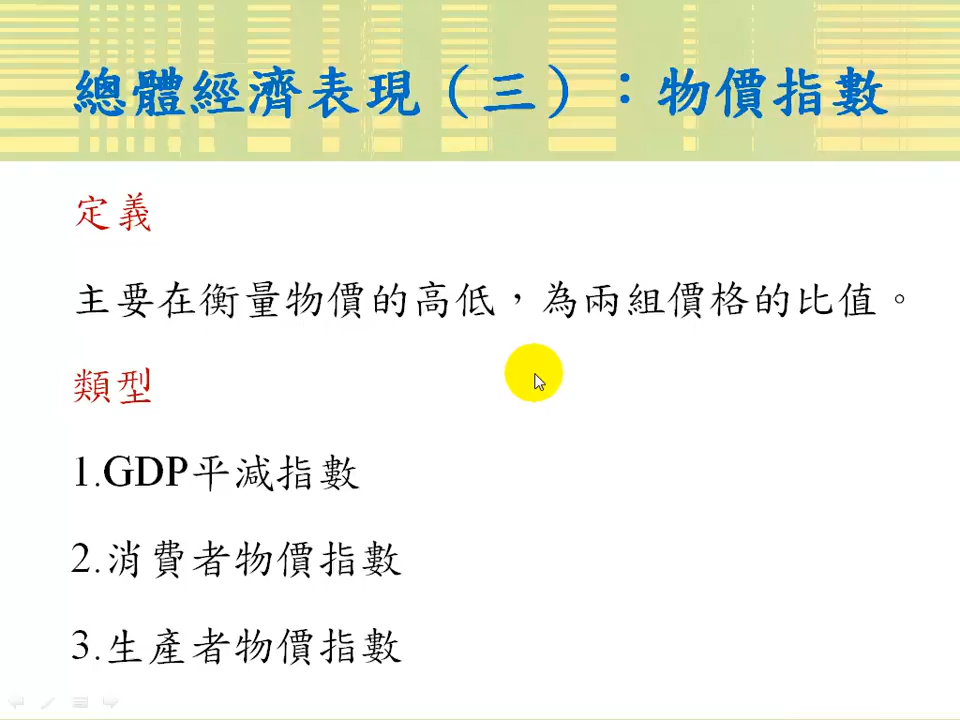 總體經濟表現（三）：物價指數
定義
主要在衡量物價的高低，為兩組價格的比值。
類型
1.GDP平減指數
2.消費者物價指數
3.生產者物價指數